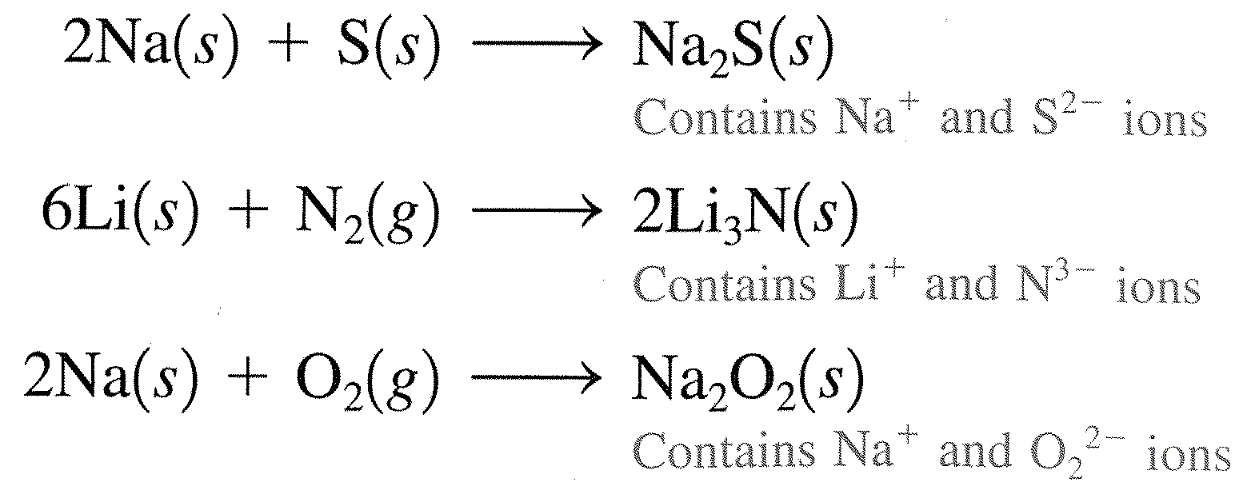 2Na(s) + S(s) ⟶ Na₂S(s)
Contains Na⁺ and S²⁻ ions
6Li(s) + N₂(g) ⟶ 2Li₃N(s)
Contains Li⁺ and N³⁻ ions
2Na(s) + O₂(g) ⟶ Na₂O₂(s)
Contains Na⁺ and O₂²⁻ ions